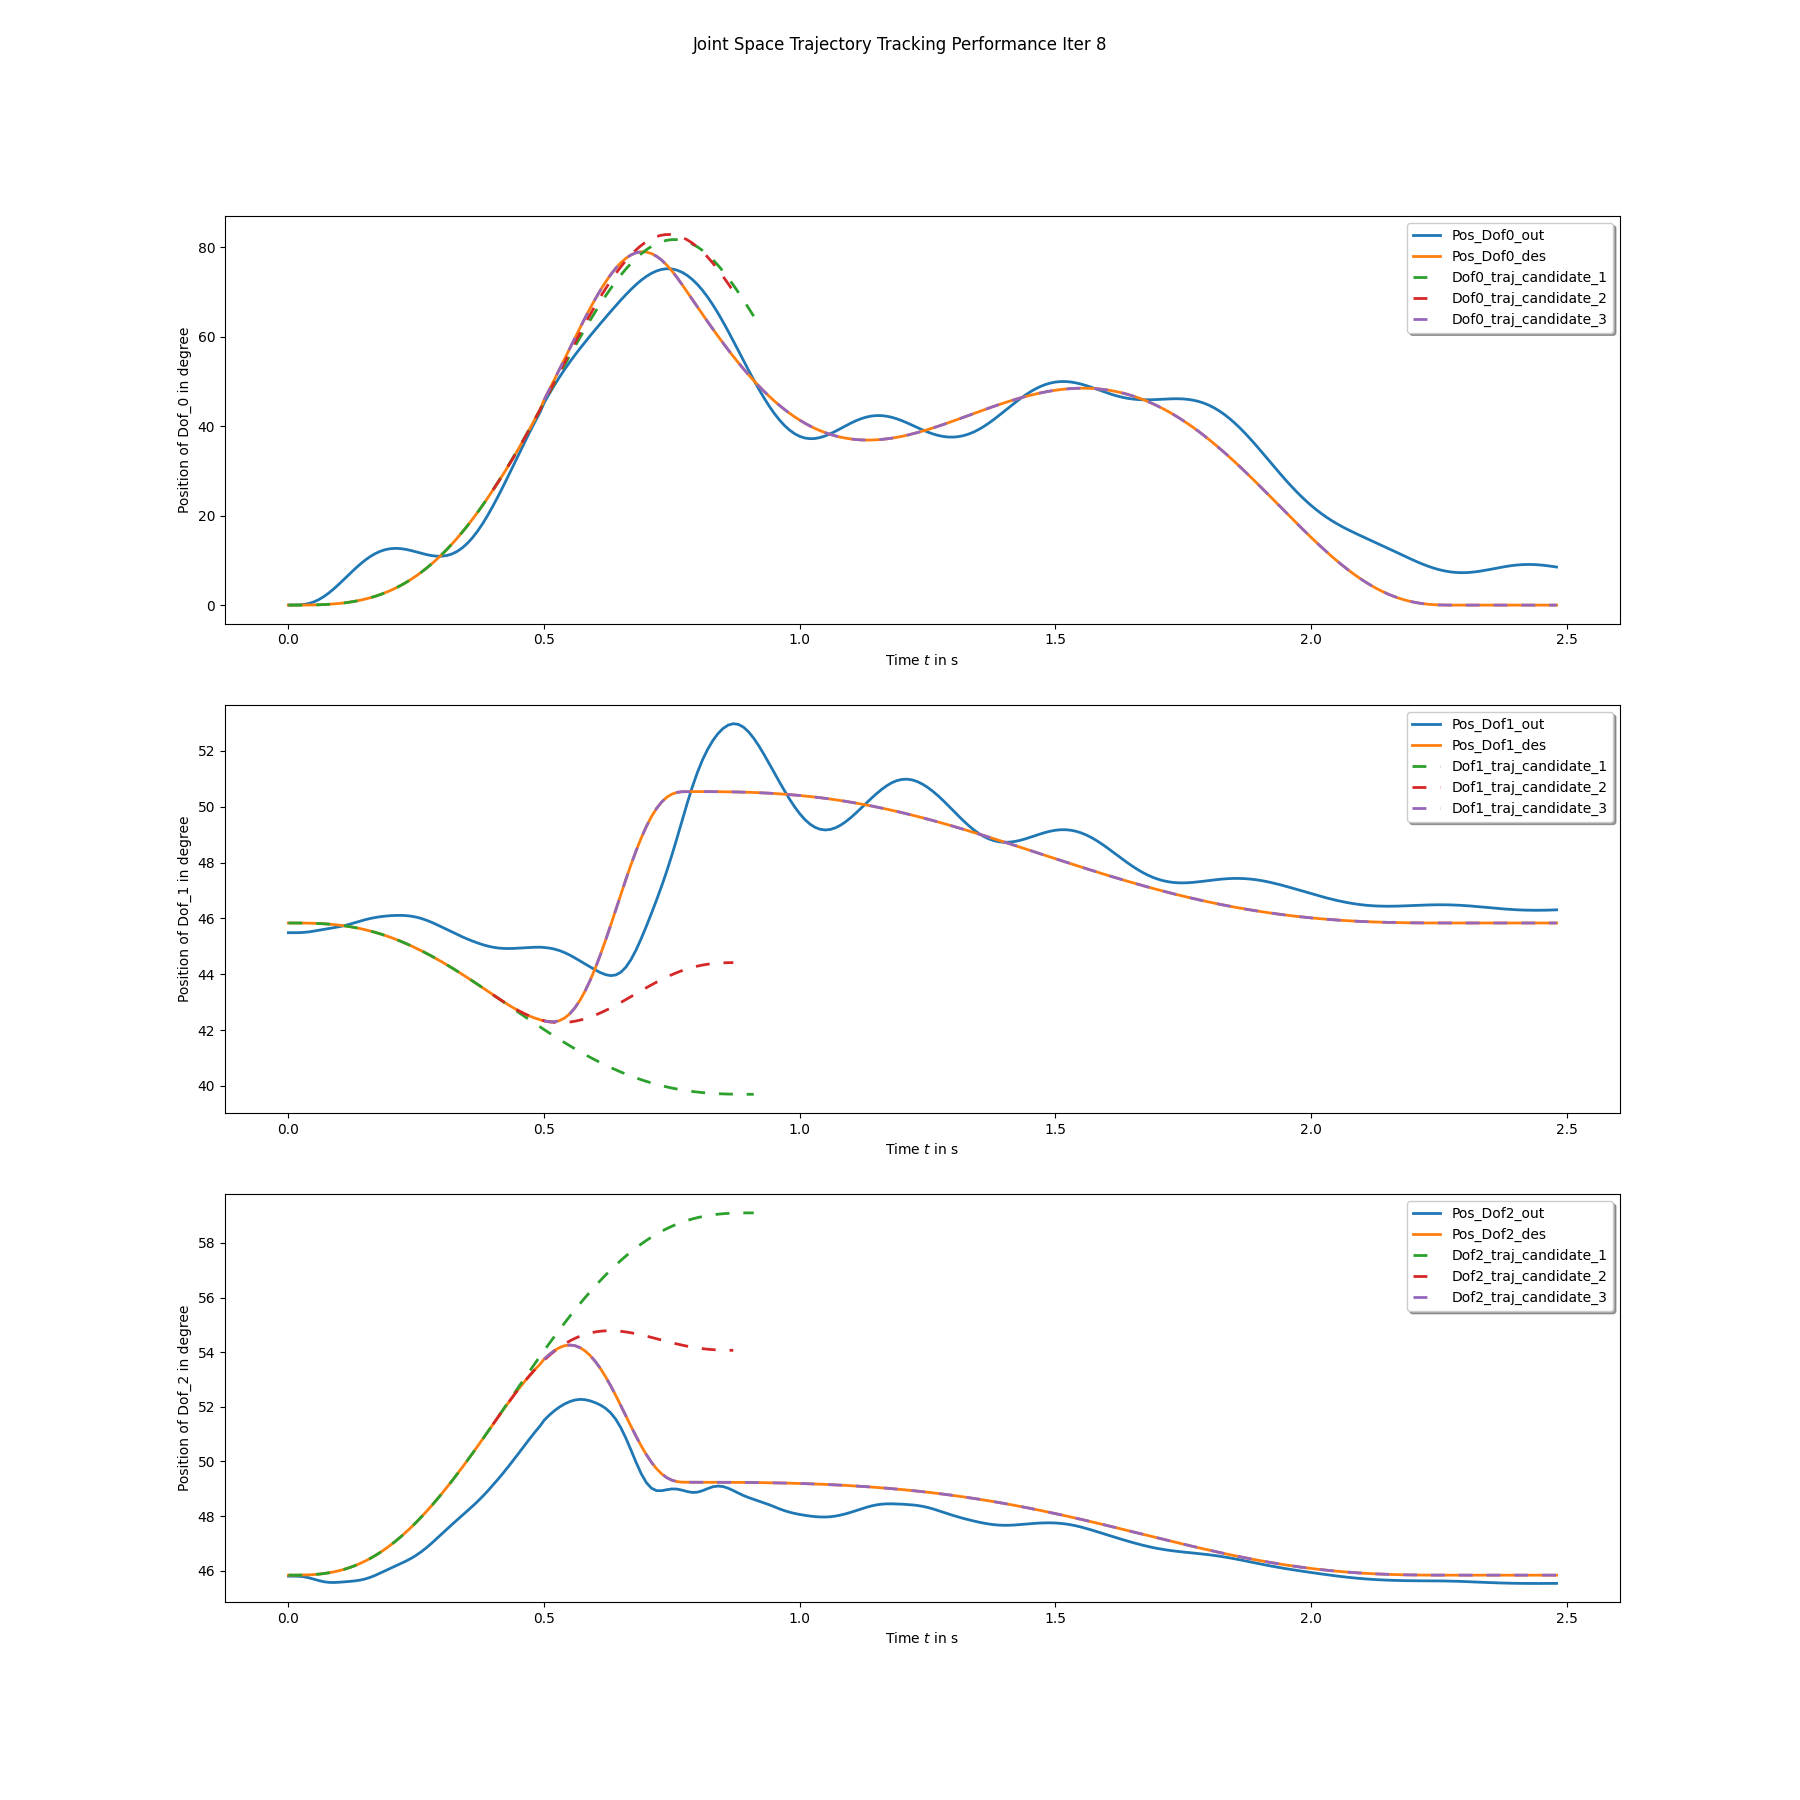 Joint Space Trajectory Tracking Performance Iter 8
Position of Dof_0 in degree
80
60
40
20
0
Pos_Dof0_out
Pos_Dof0_des
Dof0_traj_candidate_1
Dof0_traj_candidate_2
Dof0_traj_candidate_3
0.0 0.5 1.0 1.5 2.0 2.5
Time t in s
Position of Dof_1 in degree
52
50
48
46
44
42
40
Pos_Dof1_out
Pos_Dof1_des
Dof1_traj_candidate_1
Dof1_traj_candidate_2
Dof1_traj_candidate_3
0.0 0.5 1.0 1.5 2.0 2.5
Time t in s
Position of Dof_2 in degree
58
56
54
52
50
48
46
Pos_Dof2_out
Pos_Dof2_des
Dof2_traj_candidate_1
Dof2_traj_candidate_2
Dof2_traj_candidate_3
0.0 0.5 1.0 1.5 2.0 2.5
Time t in s